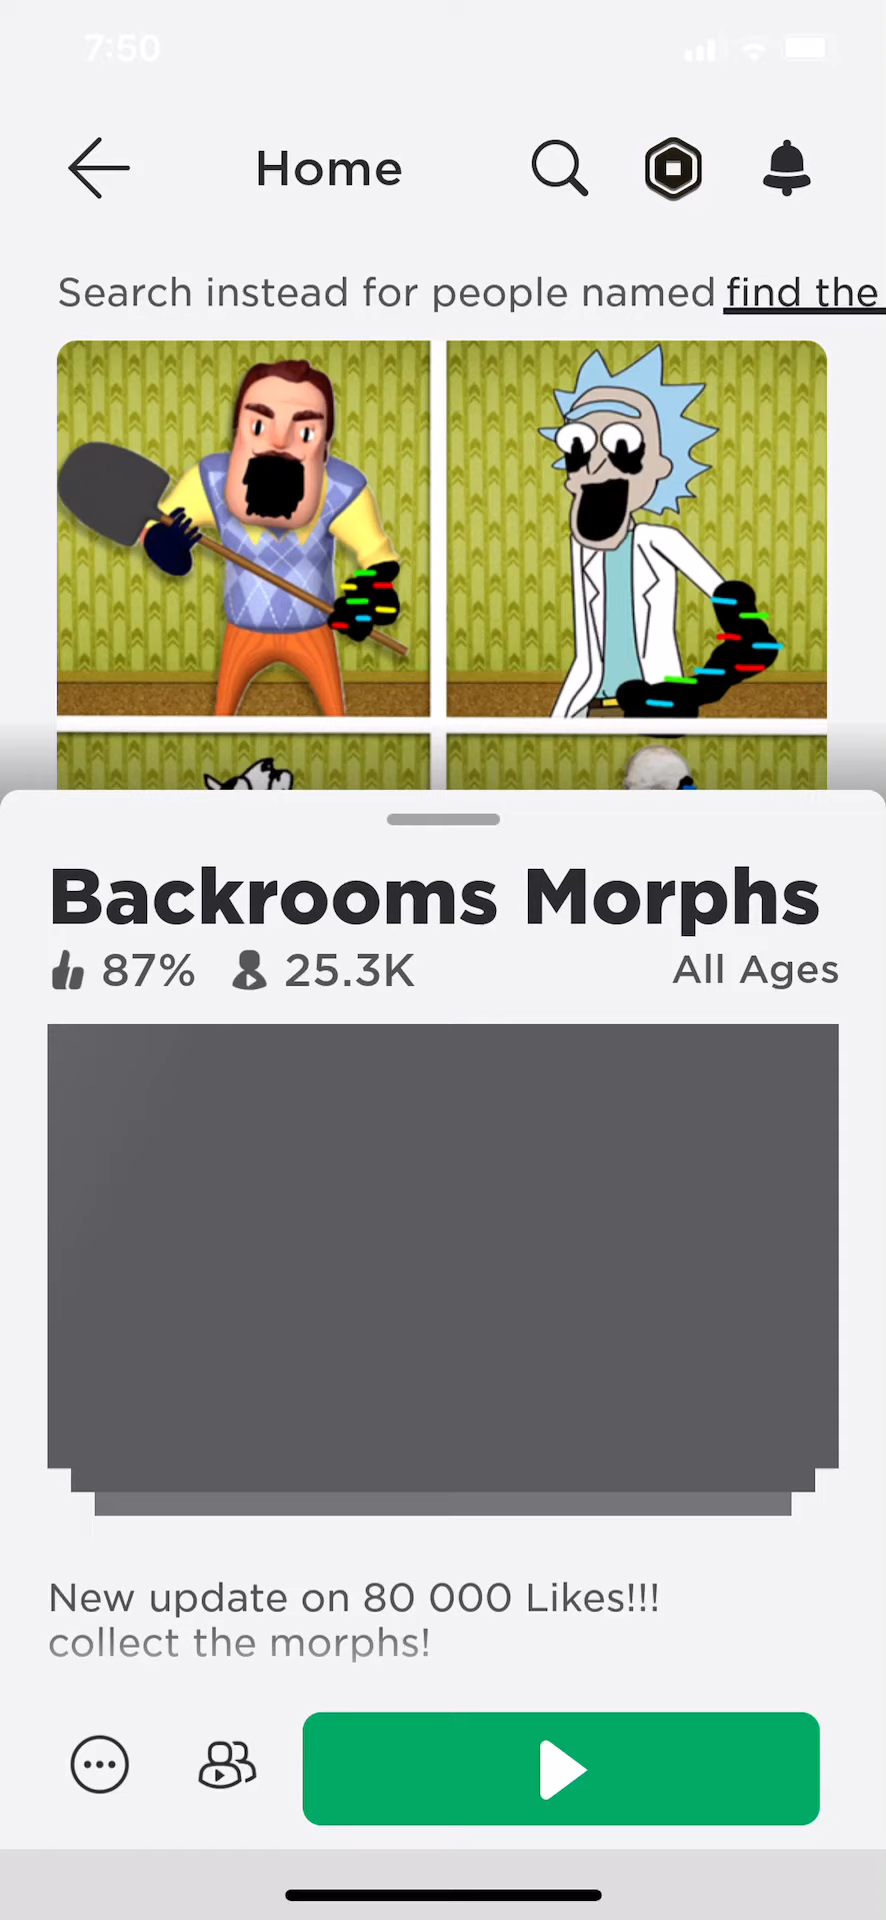 7:50
Home
Search instead for people named find the
Backrooms Morphs
87% 25.3K All Ages
New update on 80 000 Likes!!!
collect the morphs!